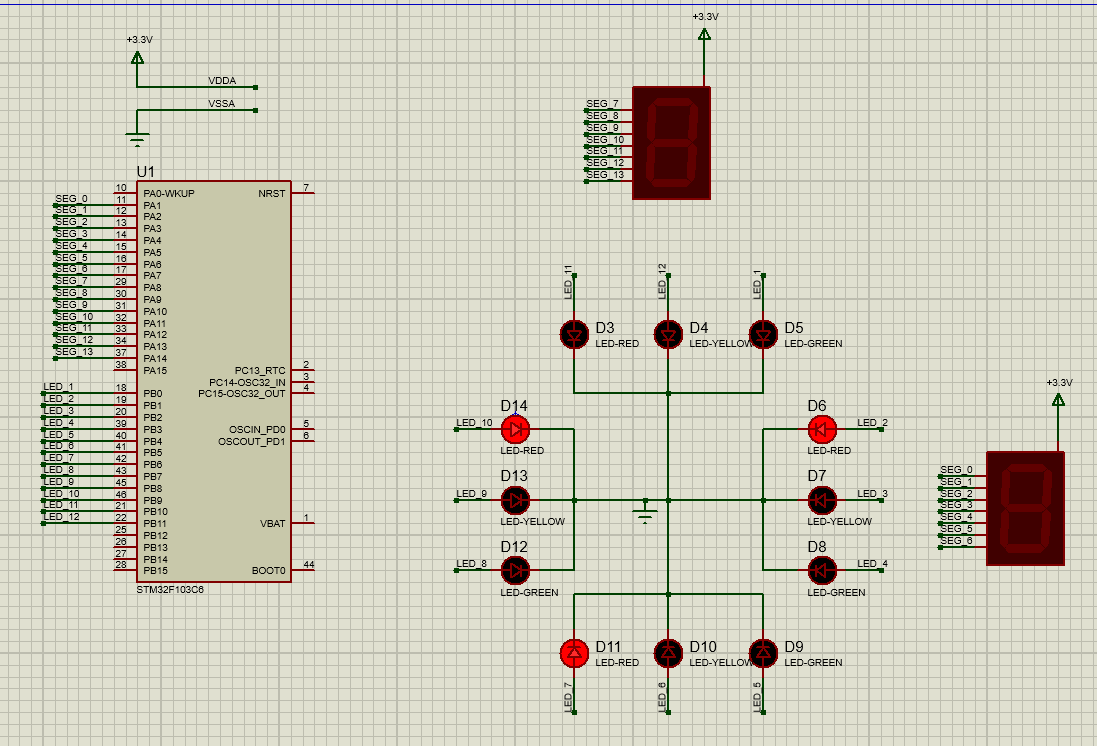 +3.3V
+3.3V
VDDA
VSSA
SEG_7
SEG_8
SEG_9
SEG_10
SEG_11
SEG_12
SEG_13
U1
10 PA0-WKUP NRST 7
SEG_0 11 PA1
SEG_1 12 PA2
SEG_2 13 PA3
SEG_3 14 PA4
SEG_4 15 PA5
SEG_5 16 PA6
SEG_6 17 PA7
SEG_7 29 PA8
SEG_8 30 PA9
SEG_9 31 PA10
SEG_10 32 PA11
SEG_11 33 PA12
SEG_12 34 PA13
SEG_13 37 PA14
38 PA15
PC13_RTC 2
PC14-OSC32_IN 3
PC15-OSC32_OUT 4
LED_1 18 PB0
LED_2 19 PB1
LED_3 20 PB2
LED_4 39 PB3 OSCIN_PD0 5
LED_5 40 PB4 OSCOUT_PD1 6
LED_6 41 PB5
LED_7 42 PB6
LED_8 43 PB7
LED_9 45 PB8
LED_10 46 PB9
LED_11 21 PB10
LED_12 22 PB11 VBAT 1
25 PB12
26 PB13
27 PB14
28 PB15 BOOT0 44
STM32F103C6
LED_11
LED_12
LED_1
D3
LED-RED
D4
LED-YELLOW
D5
LED-GREEN
D14
LED_10
LED-RED
D6
LED_2
LED-RED
D13
LED_9
LED-YELLOW
D7
LED_3
LED-YELLOW
D12
LED_8
LED-GREEN
D8
LED_4
LED-GREEN
D11
LED-RED
D10
LED-YELLOW
D9
LED-GREEN
LED_7
LED_6
LED_5
+3.3V
SEG_0
SEG_1
SEG_2
SEG_3
SEG_4
SEG_5
SEG_6